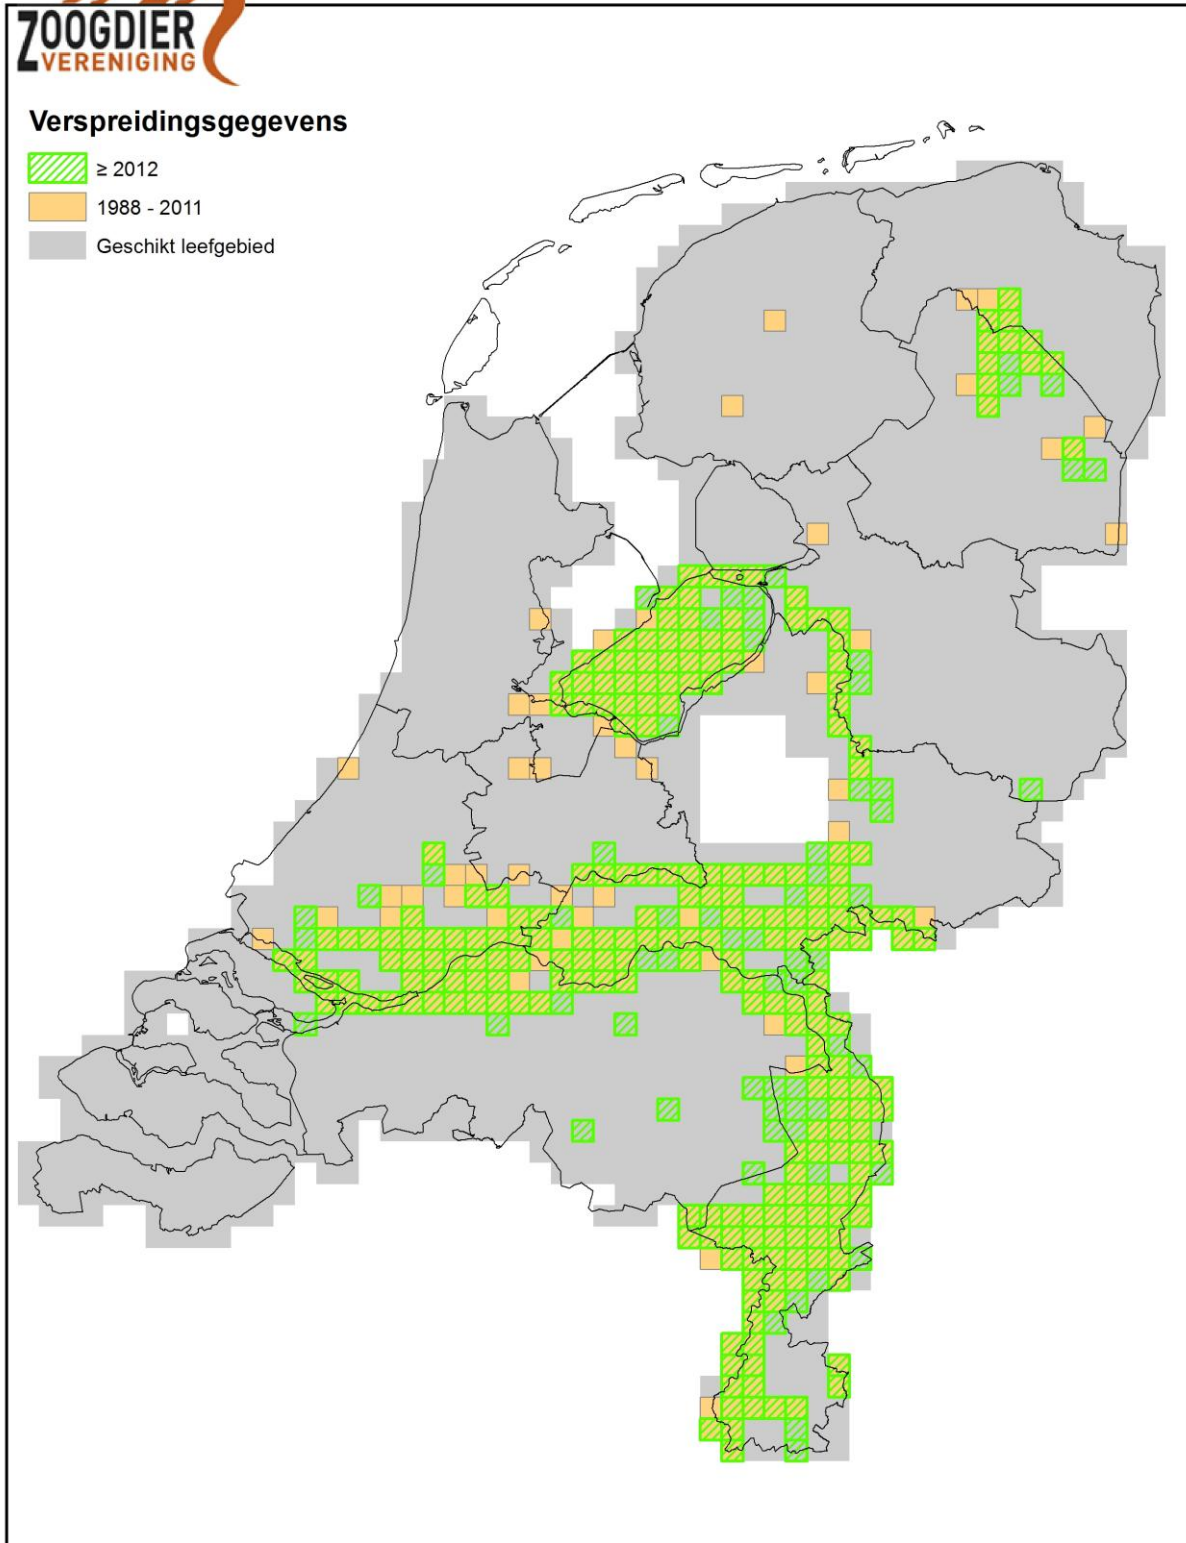 ZOOGDIER
VERENIGING
Verspreidingsgegevens
≥ 2012
1988 - 2011
Geschikt leefgebied